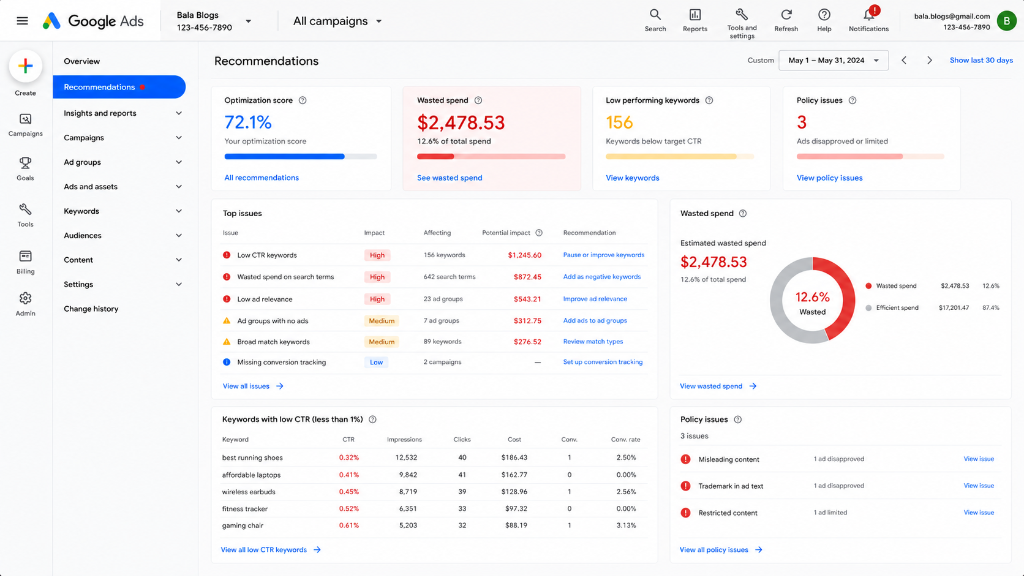 Google Ads
Bala Blogs
123-456-7890
All campaigns
Search
Reports
Tools and
settings
Refresh
Help
Notifications
bala.blogs@gmail.com
123-456-7890
B
Create
Campaigns
Goals
Tools
Billing
Admin
Overview
Recommendations
Insights and reports
Campaigns
Ad groups
Ads and assets
Keywords
Audiences
Content
Settings
Change history
Recommendations
Custom
May 1 – May 31, 2024
Show last 30 days
Optimization score
72.1%
Your optimization score
All recommendations
Wasted spend
$2,478.53
12.6% of total spend
See wasted spend
Low performing keywords
156
Keywords below target CTR
View keywords
Policy issues
3
Ads disapproved or limited
View policy issues
Top issues
Issue Impact Affecting Potential impact Recommendation
Low CTR keywords High 156 keywords $1,245.60 Pause or improve keywords
Wasted spend on search terms High 642 search terms $872.45 Add as negative keywords
Low ad relevance High 23 ad groups $543.21 Improve ad relevance
Ad groups with no ads Medium 7 ad groups $312.75 Add ads to ad groups
Broad match keywords Medium 89 keywords $276.52 Review match types
Missing conversion tracking Low 2 campaigns — Set up conversion tracking
View all issues
Wasted spend
Estimated wasted spend
$2,478.53
12.6% of total spend
12.6%
Wasted
Wasted spend $2,478.53 12.6%
Efficient spend $17,201.47 87.4%
View wasted spend
Keywords with low CTR (less than 1%)
Keyword CTR Impressions Clicks Cost Conv. Conv. rate
best running shoes 0.32% 12,532 40 $186.43 1 2.50%
affordable laptops 0.41% 9,842 41 $162.77 0 0.00%
wireless earbuds 0.45% 8,719 39 $128.96 1 2.56%
fitness tracker 0.52% 6,351 33 $97.32 0 0.00%
gaming chair 0.61% 5,203 32 $88.19 1 3.13%
View all low CTR keywords
Policy issues
3 issues
Misleading content 1 ad disapproved View issue
Trademark in ad text 1 ad disapproved View issue
Restricted content 1 ad limited View issue
View all policy issues